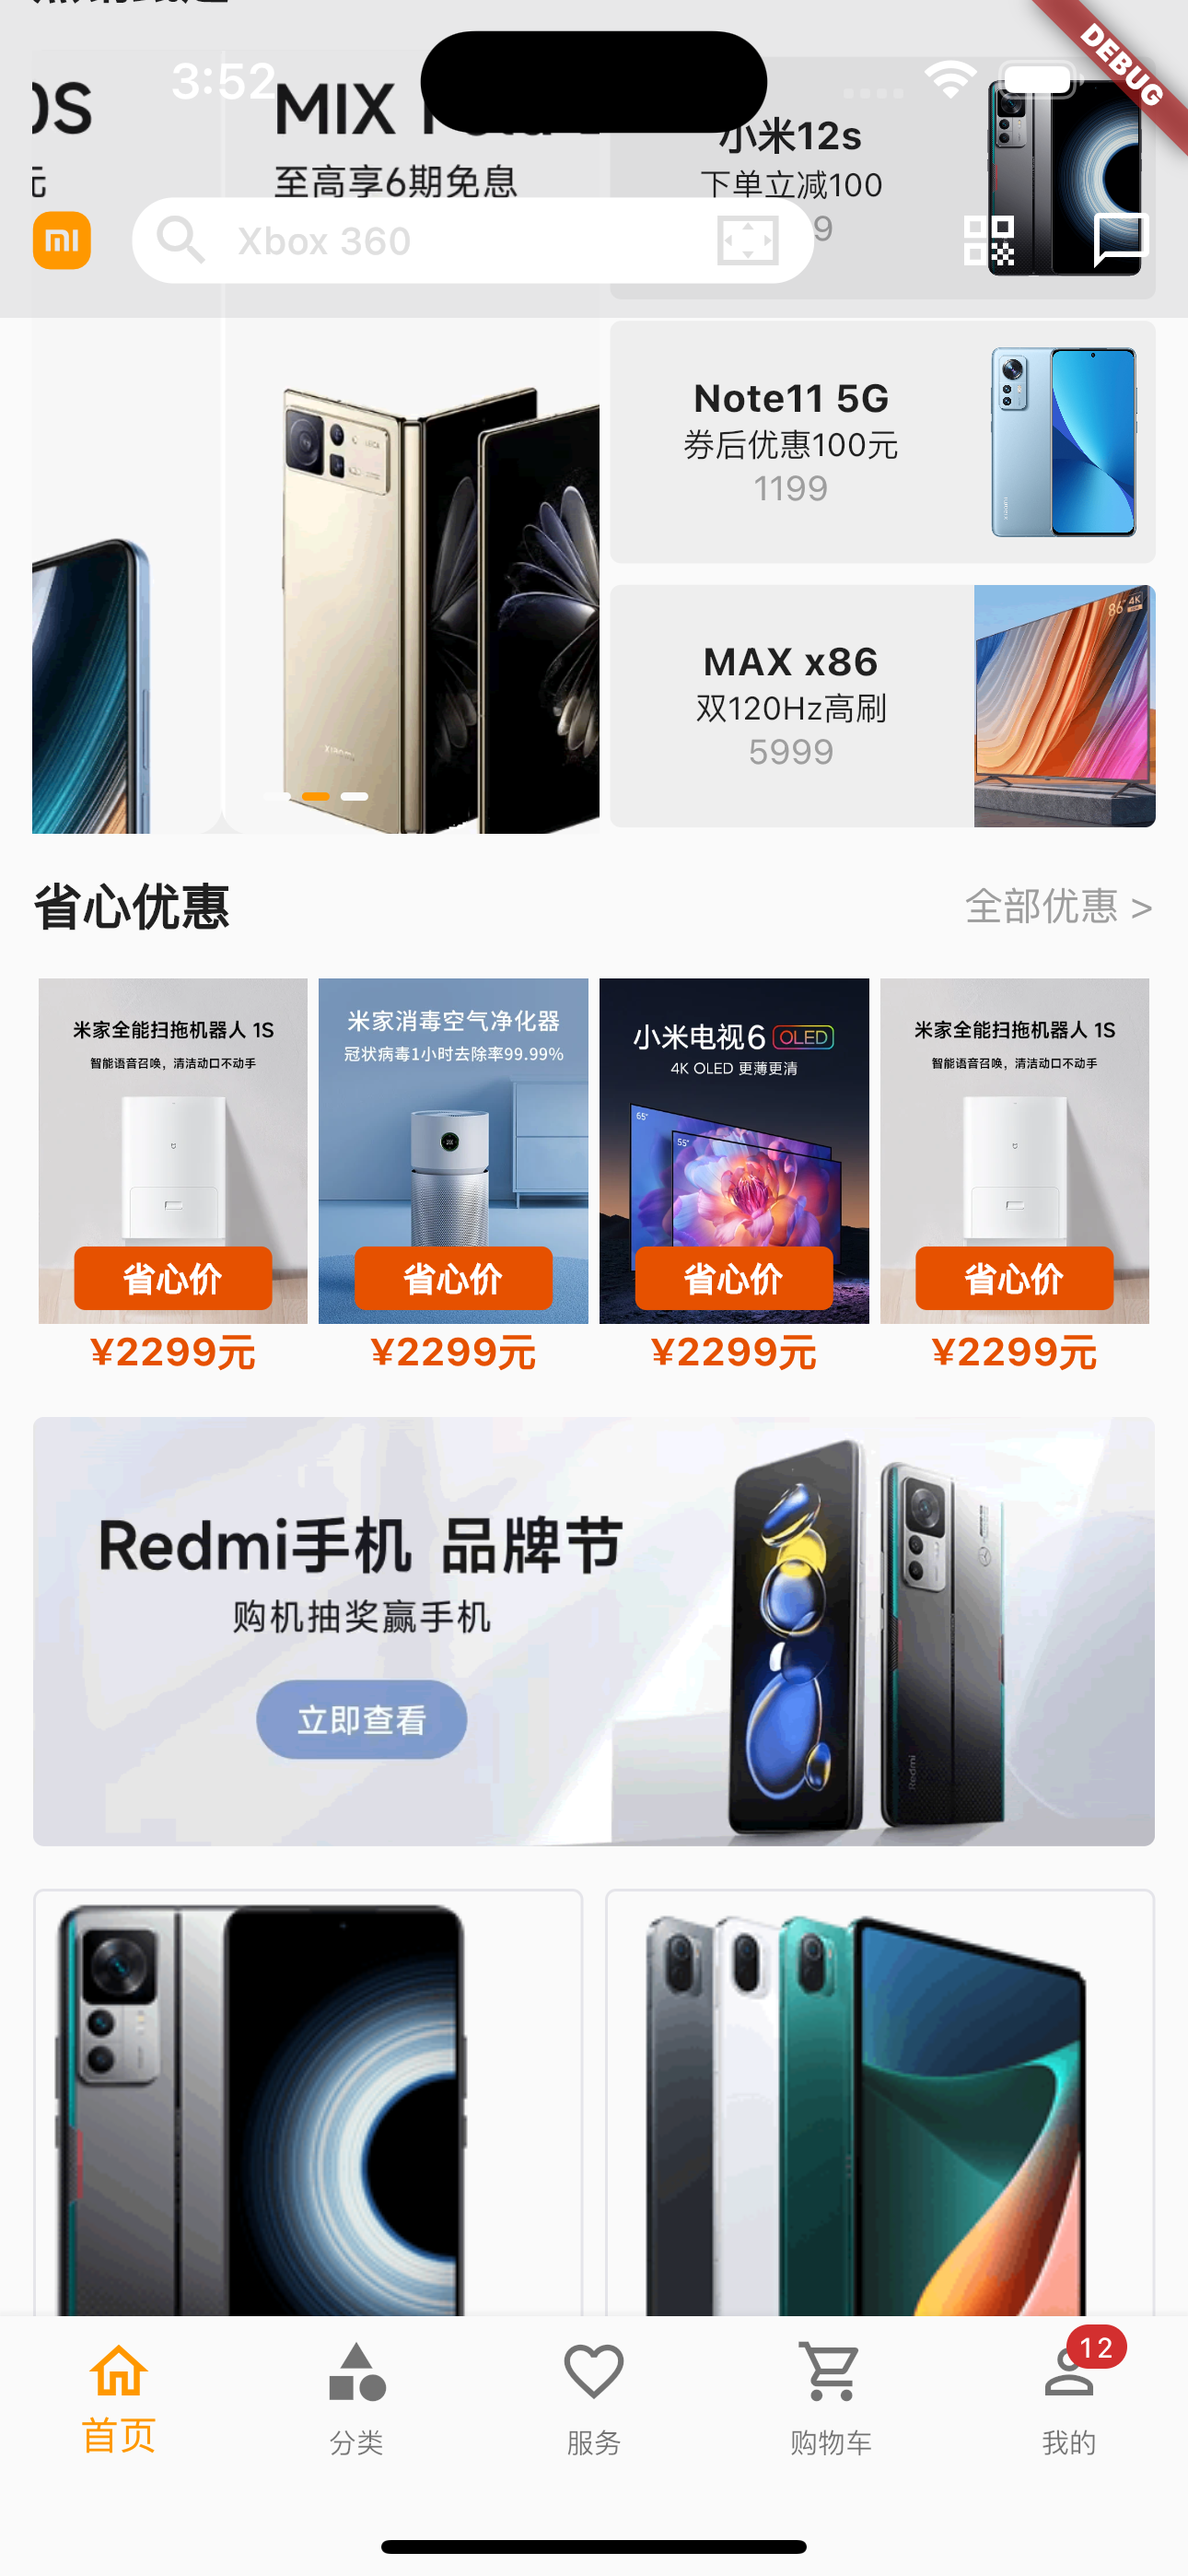 3:52
DEBUG
OS
元
MIX
至高享6期免息
小米12s
下单立减100
9
mi
Xbox 360
Note11 5G
券后优惠100元
1199
86" 4K
MAX x86
双120Hz高刷
5999
省心优惠
全部优惠 >
米家全能扫拖机器人 1S
智能语音召唤，清洁动口不动手
省心价
¥2299元
米家消毒空气净化器
冠状病毒1小时去除率99.99%
省心价
¥2299元
小米电视6 OLED
4K OLED 更薄更清
65"
55"
省心价
¥2299元
米家全能扫拖机器人 1S
智能语音召唤，清洁动口不动手
省心价
¥2299元
Redmi手机 品牌节
购机抽奖赢手机
立即查看
Redmi
首页
分类
服务
购物车
12
我的